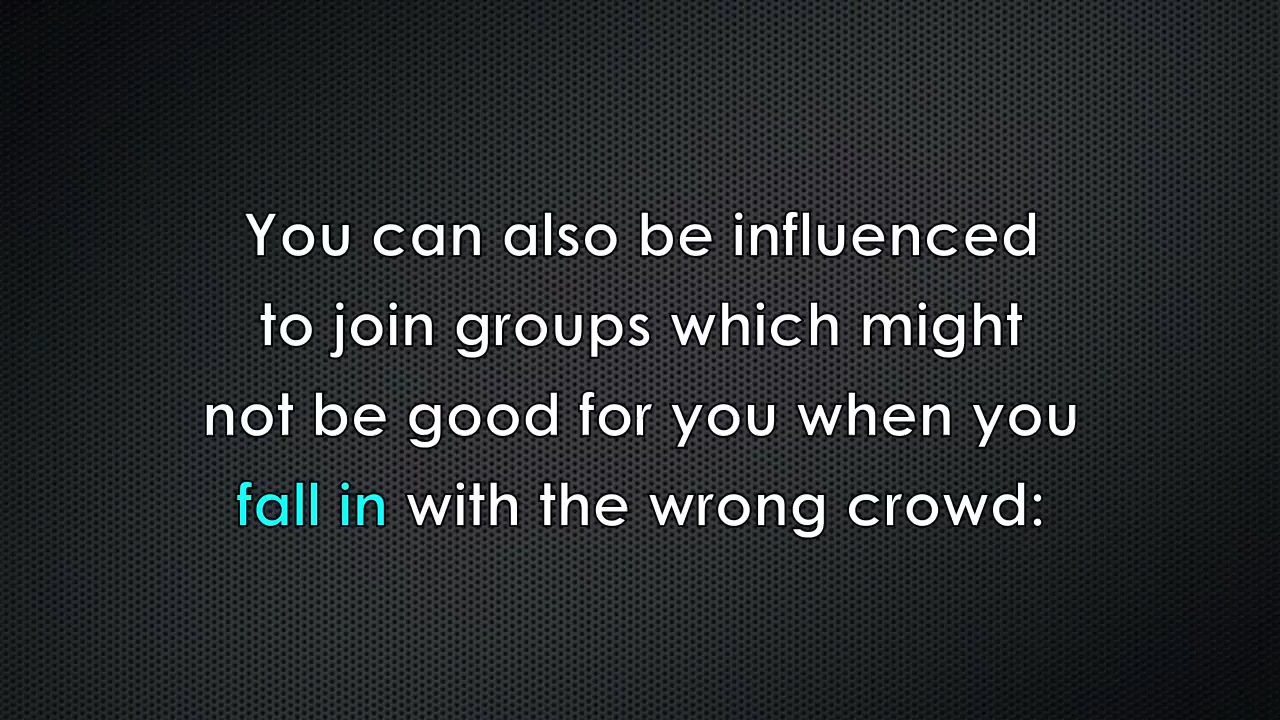 You can also be influenced
to join groups which might
not be good for you when you
fall in with the wrong crowd: